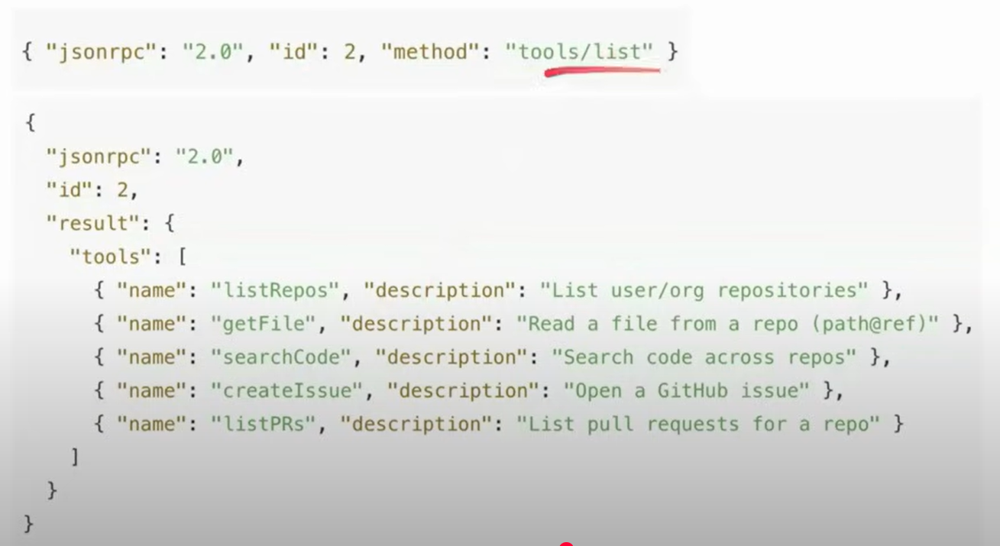 { "jsonrpc": "2.0", "id": 2, "method": "tools/list" }
{
"jsonrpc": "2.0",
"id": 2,
"result": {
"tools": [
{ "name": "listRepos", "description": "List user/org repositories" },
{ "name": "getFile", "description": "Read a file from a repo (path@ref)" },
{ "name": "searchCode", "description": "Search code across repos" },
{ "name": "createIssue", "description": "Open a GitHub issue" },
{ "name": "listPRs", "description": "List pull requests for a repo" }
]
}
}